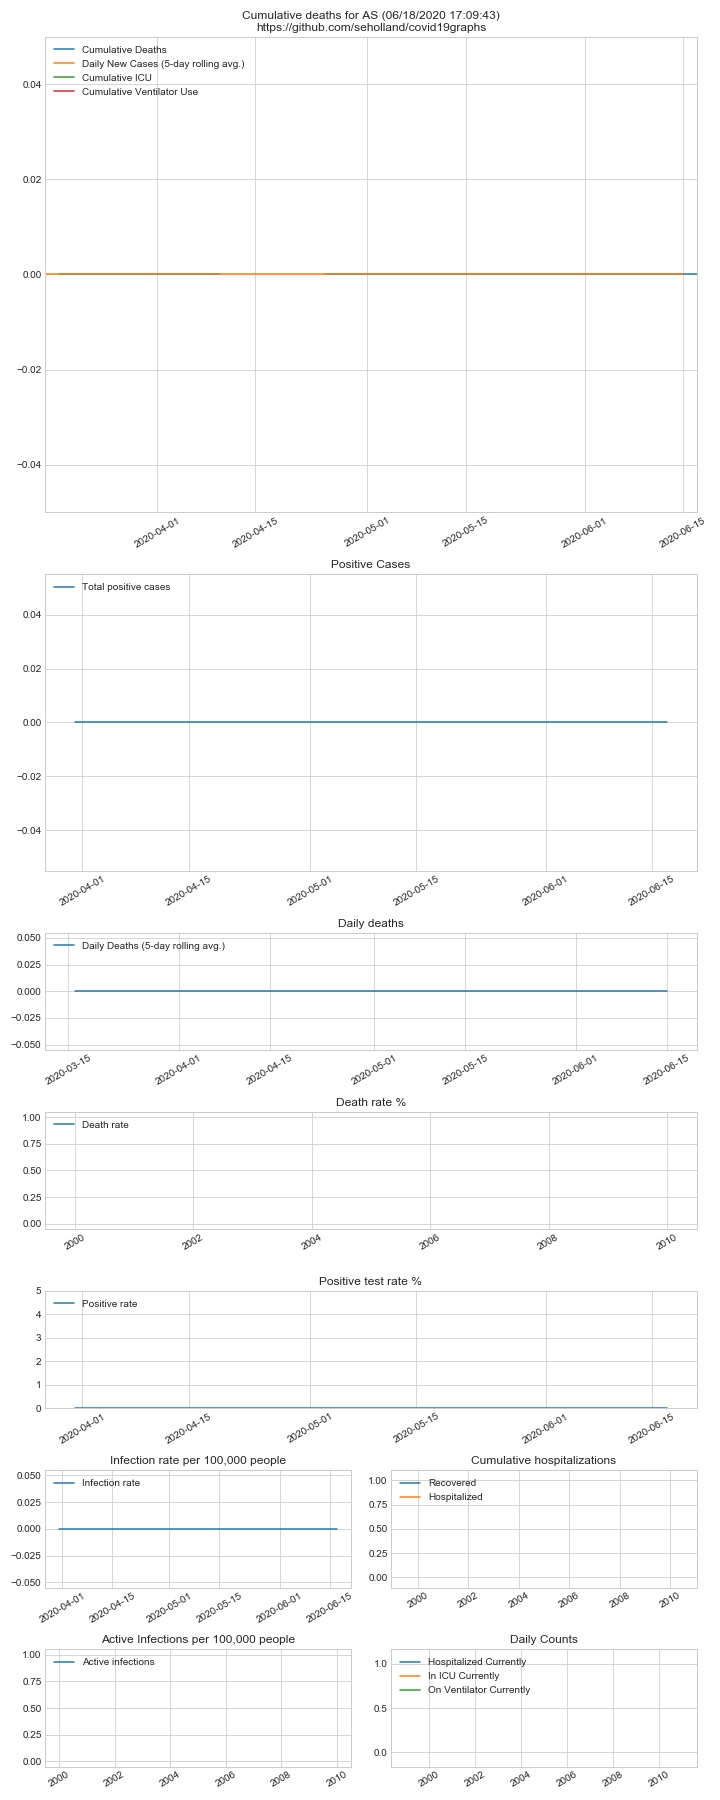 Cumulative deaths for AS (06/18/2020 17:09:43)
https://github.com/seholland/covid19graphs
Cumulative Deaths
Daily New Cases (5-day rolling avg.)
Cumulative ICU
Cumulative Ventilator Use
0.04
0.02
0.00
−0.02
−0.04
2020-04-01 2020-04-15 2020-05-01 2020-05-15 2020-06-01 2020-06-15
Positive Cases
Total positive cases
0.04
0.02
0.00
−0.02
−0.04
2020-04-01 2020-04-15 2020-05-01 2020-05-15 2020-06-01 2020-06-15
Daily deaths
Daily Deaths (5-day rolling avg.)
0.050
0.025
0.000
−0.025
−0.050
2020-03-15 2020-04-01 2020-04-15 2020-05-01 2020-05-15 2020-06-01 2020-06-15
Death rate %
Death rate
1.00
0.75
0.50
0.25
0.00
2000 2002 2004 2006 2008 2010
Positive test rate %
Positive rate
5
4
3
2
1
0
2020-04-01 2020-04-15 2020-05-01 2020-05-15 2020-06-01 2020-06-15
Infection rate per 100,000 people
Infection rate
0.050
0.025
0.000
−0.025
−0.050
2020-04-01 2020-04-15 2020-05-01 2020-05-15 2020-06-01 2020-06-15
Cumulative hospitalizations
Recovered
Hospitalized
1.00
0.75
0.50
0.25
0.00
2000 2002 2004 2006 2008 2010
Active Infections per 100,000 people
Active infections
1.00
0.75
0.50
0.25
0.00
2000 2002 2004 2006 2008 2010
Daily Counts
Hospitalized Currently
In ICU Currently
On Ventilator Currently
1.0
0.5
0.0
2000 2002 2004 2006 2008 2010